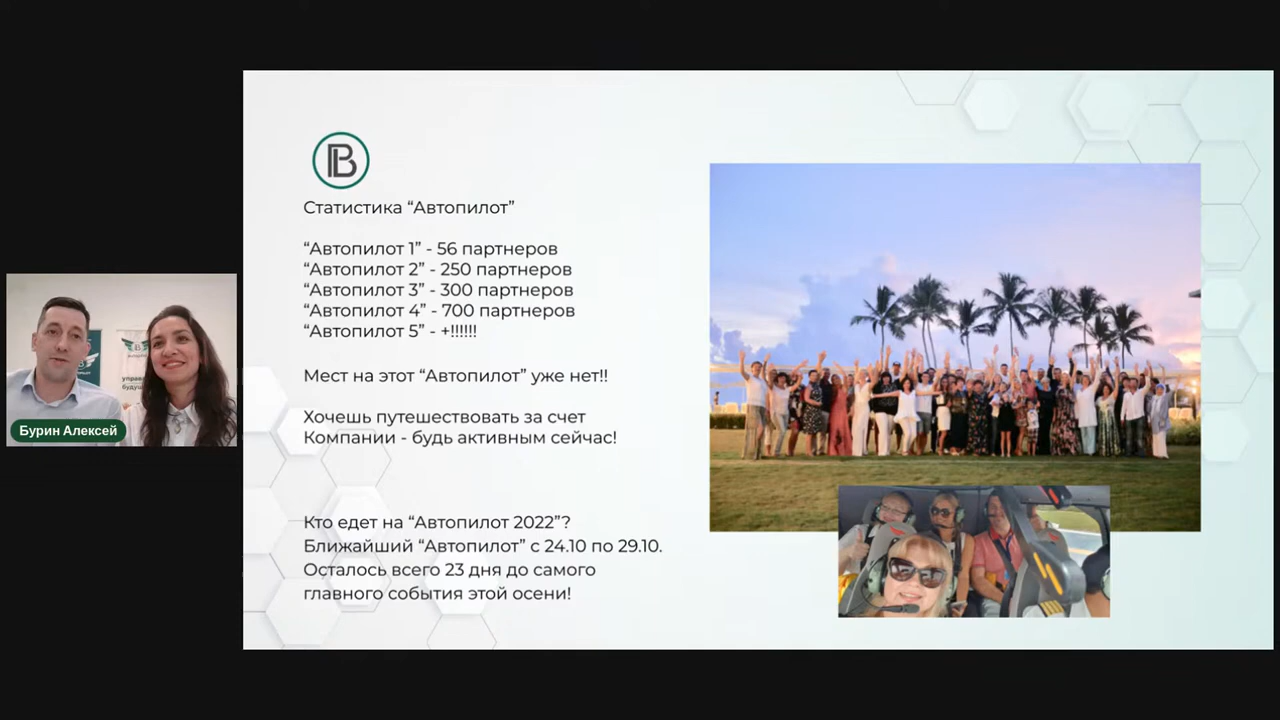 B
Статистика “Автопилот”
“Автопилот 1” - 56 партнеров
“Автопилот 2” - 250 партнеров
“Автопилот 3” - 300 партнеров
“Автопилот 4” - 700 партнеров
“Автопилот 5” - +!!!!!!
Мест на этот “Автопилот” уже нет!!
Хочешь путешествовать за счет
Компании - будь активным сейчас!
Кто едет на “Автопилот 2022”?
Ближайший “Автопилот” с 24.10 по 29.10.
Осталось всего 23 дня до самого
главного события этой осени!
Бурин Алексей